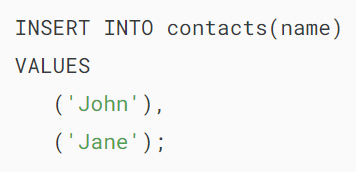 INSERT INTO contacts(name)
VALUES
   ('John'),
   ('Jane');